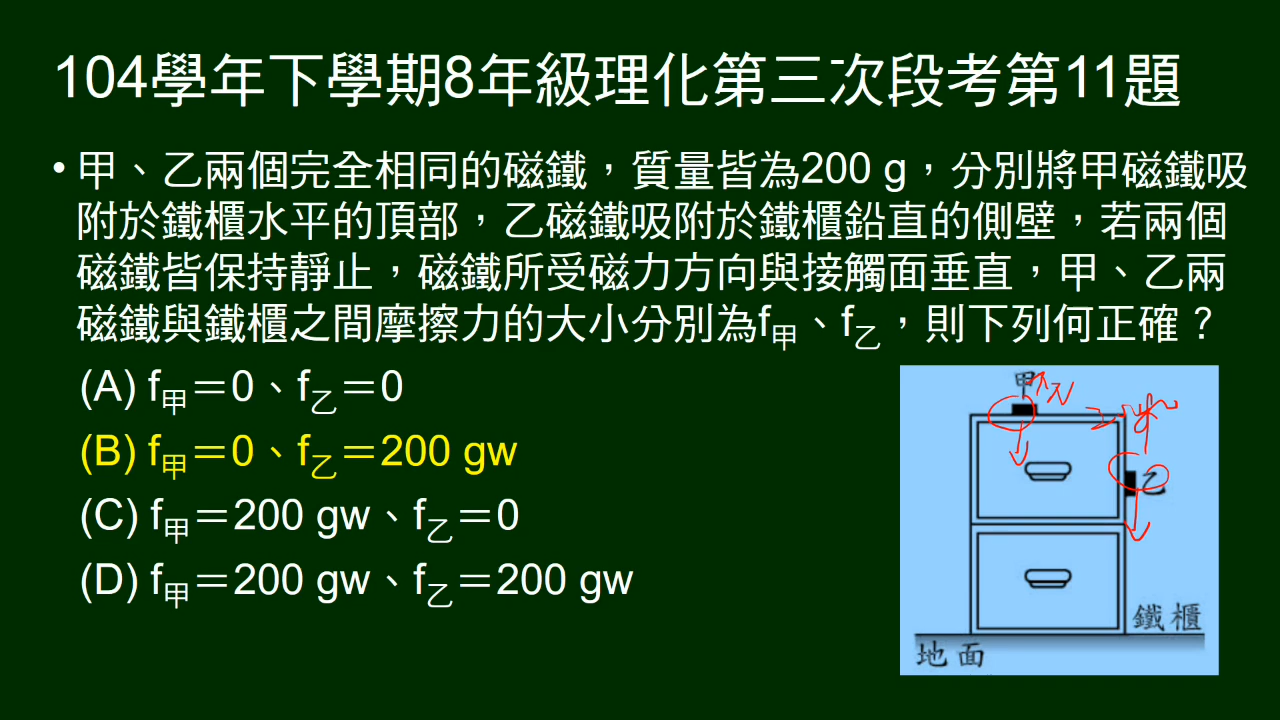 104學年下學期8年級理化第三次段考第11題
• 甲、乙兩個完全相同的磁鐵，質量皆為200 g，分別將甲磁鐵吸
附於鐵櫃水平的頂部，乙磁鐵吸附於鐵櫃鉛直的側壁，若兩個
磁鐵皆保持靜止，磁鐵所受磁力方向與接觸面垂直，甲、乙兩
磁鐵與鐵櫃之間摩擦力的大小分別為f甲、f乙，則下列何正確？
(A) f甲＝0、f乙＝0
(B) f甲＝0、f乙＝200 gw
(C) f甲＝200 gw、f乙＝0
(D) f甲＝200 gw、f乙＝200 gw
甲
乙
鐵櫃
地面